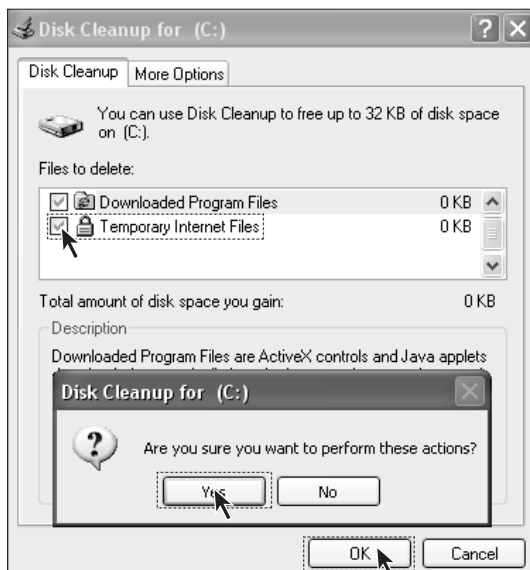 Disk Cleanup for (C:)
Disk Cleanup
More Options
You can use Disk Cleanup to free up to 32 KB of disk space
on (C:).
Files to delete:
Downloaded Program Files 0 KB
Temporary Internet Files 0 KB
Total amount of disk space you gain: 0 KB
Description
Downloaded Program Files are ActiveX controls and Java applets
Disk Cleanup for (C:)
Are you sure you want to perform these actions?
Yes
No
OK
Cancel